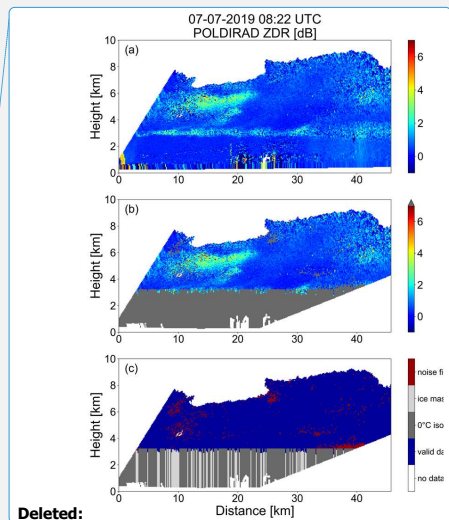 07-07-2019 08:22 UTC
POLDIRAD ZDR [dB]
(a)
Height [km]
10
8
6
4
2
0
0 10 20 30 40
6
4
2
0
(b)
Height [km]
10
8
6
4
2
0
0 10 20 30 40
6
4
2
0
(c)
Height [km]
10
8
6
4
2
0
0 10 20 30 40
Distance [km]
noise fi
ice mas
0°C iso
valid da
no data
Deleted: